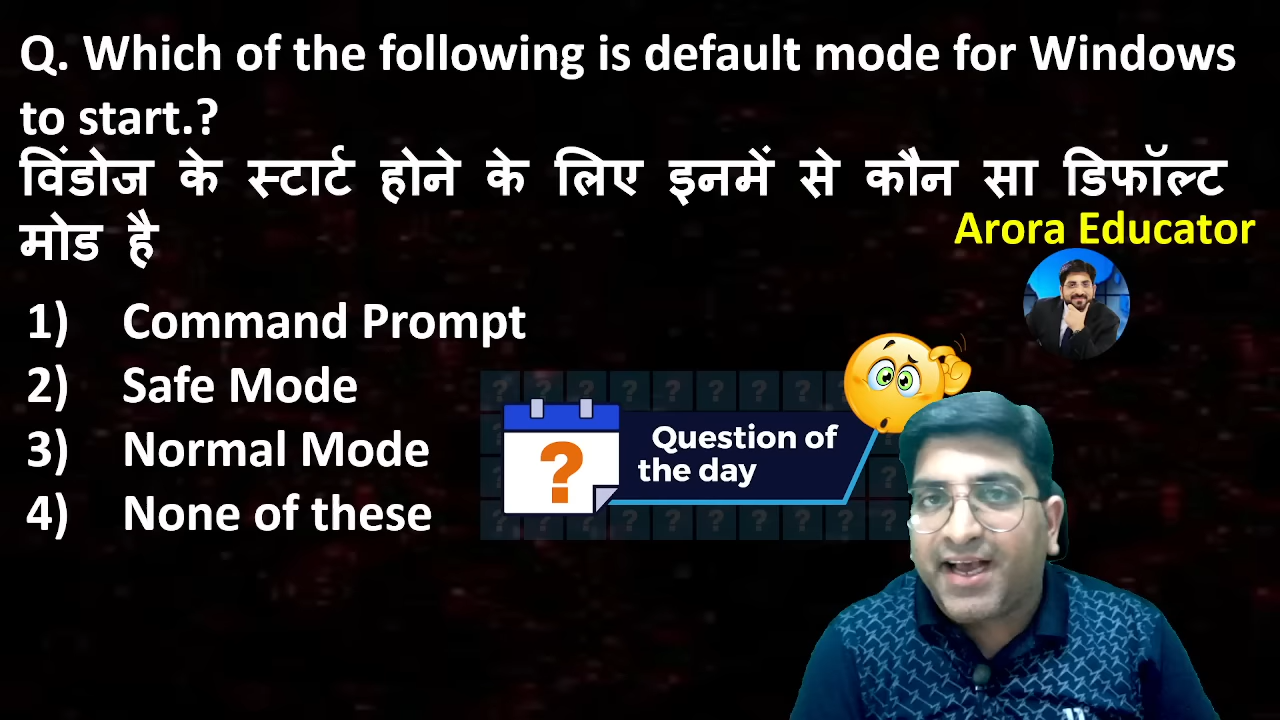 Q. Which of the following is default mode for Windows
to start.?
विंडोज के स्टार्ट होने के लिए इनमें से कौन सा डिफॉल्ट
मोड है
Arora Educator
1) Command Prompt
2) Safe Mode
3) Normal Mode
4) None of these
?
Question of
the day